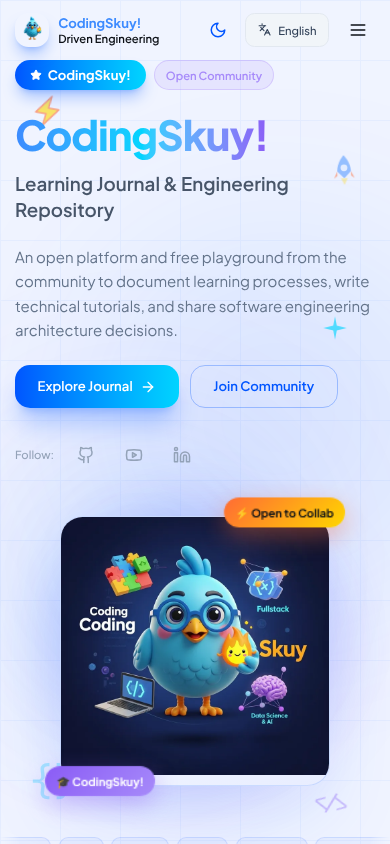 CodingSkuy!
Driven Engineering
English
CodingSkuy!
Open Community
CodingSkuy!
Learning Journal & Engineering
Repository
An open platform and free playground from the
community to document learning processes, write
technical tutorials, and share software engineering
architecture decisions.
Explore Journal →
Join Community
Follow:
⚡ Open to Collab
Coding
Coding
</>
Fullstack
Skuy
</>
Data Science
& AI
🎓 CodingSkuy!
</>